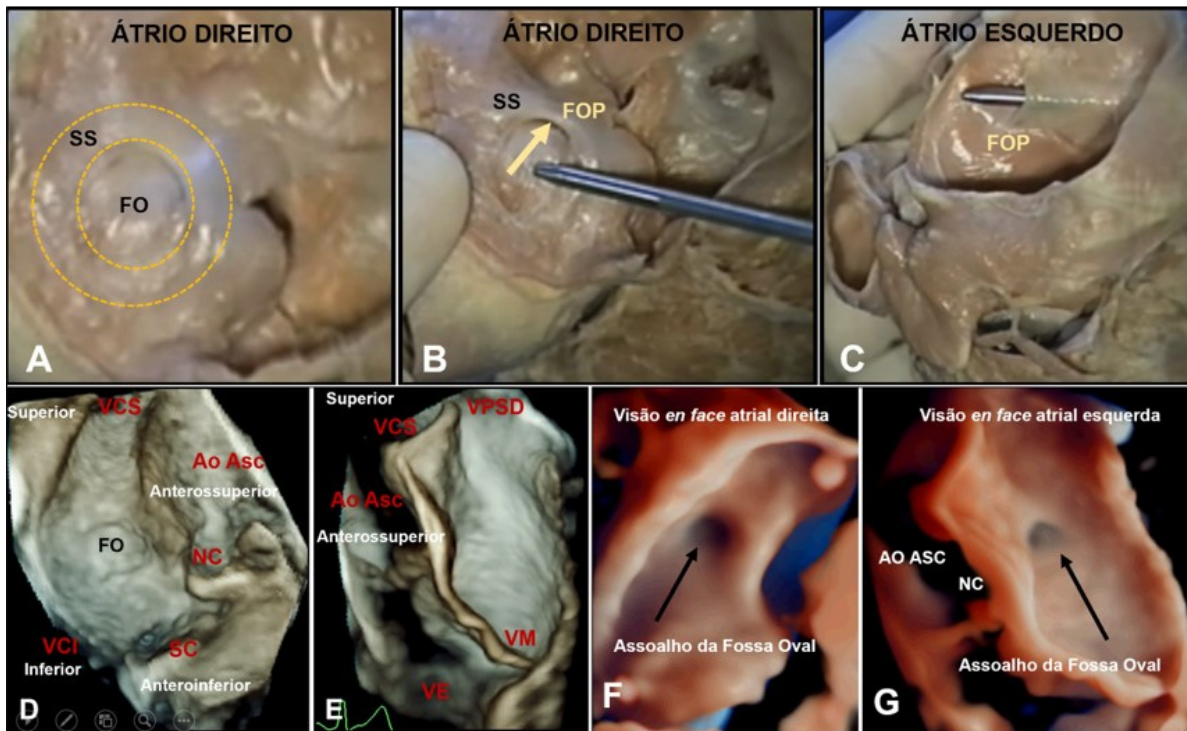 ÁTRIO DIREITO
SS
FO
A
ÁTRIO DIREITO
SS
FOP
B
ÁTRIO ESQUERDO
FOP
C
Superior
VCS
Ao Asc
Anterossuperior
FO
NC
VCI
SC
Inferior
Anteroinferior
D
Superior
VPSD
VCS
Ao Asc
Anterossuperior
VM
VE
E
Visão en face atrial direita
Assoalho da Fossa Oval
F
Visão en face atrial esquerda
AO ASC
NC
Assoalho da Fossa Oval
G